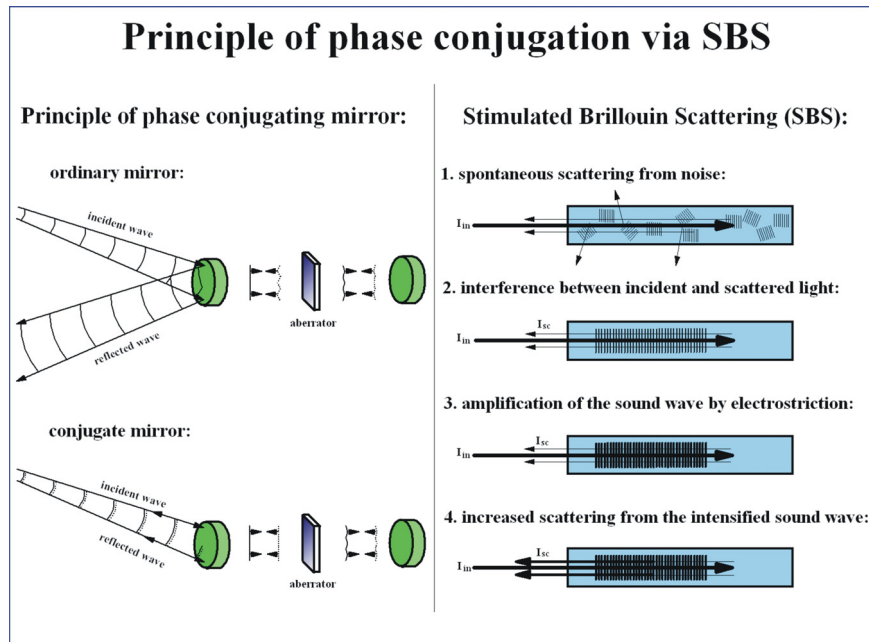 Principle of phase conjugation via SBS
Principle of phase conjugating mirror:
ordinary mirror:
incident wave
reflected wave
aberrator
conjugate mirror:
incident wave
reflected wave
aberrator
Stimulated Brillouin Scattering (SBS):
1. spontaneous scattering from noise:
Iin
2. interference between incident and scattered light:
Isc
Iin
3. amplification of the sound wave by electrostriction:
Isc
Iin
4. increased scattering from the intensified sound wave:
Isc
Iin